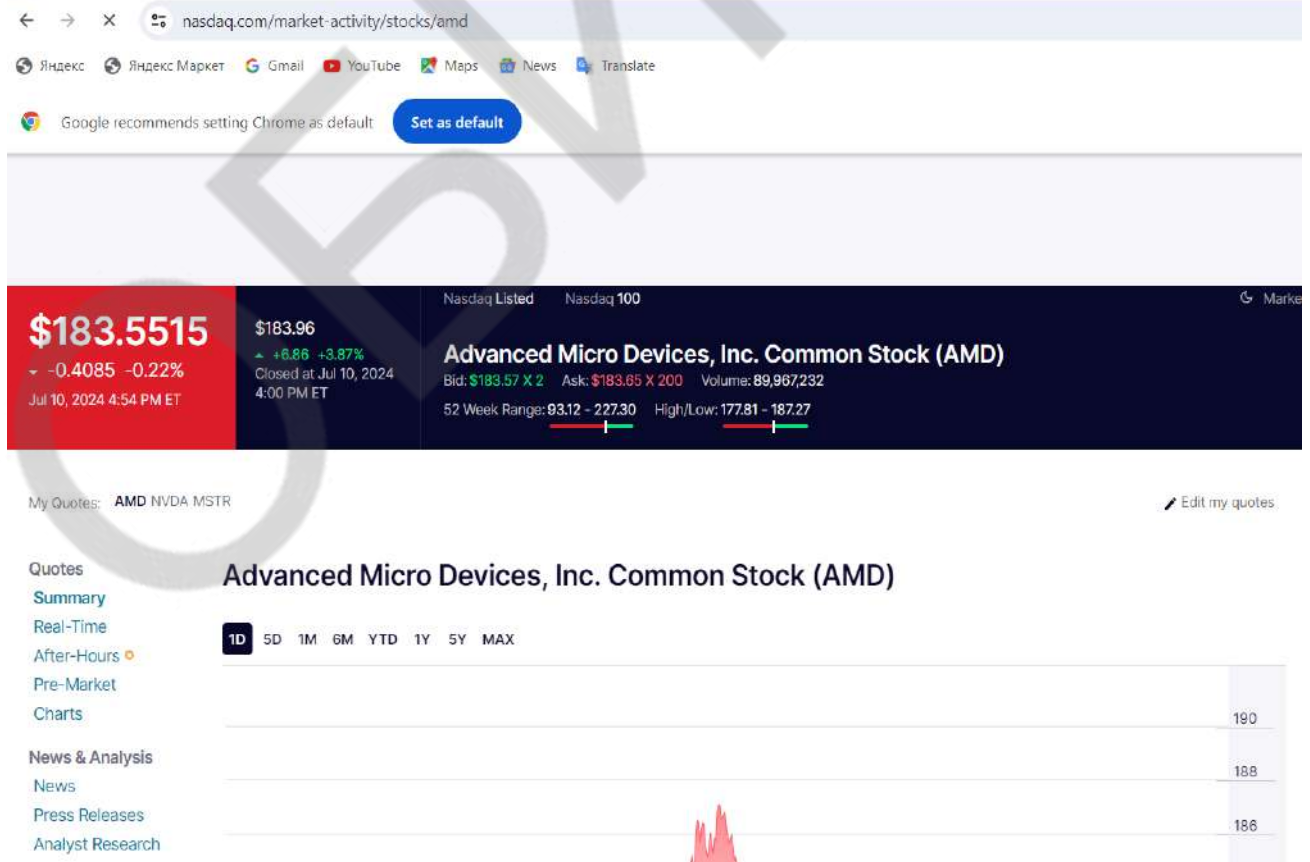 nasdaq.com/market-activity/stocks/amd
Яндекс Яндекс Маркет Gmail YouTube Maps News Translate
Google recommends setting Chrome as default Set as default
Nasdaq Listed Nasdaq 100 Marke
$183.5515
-0.4085 -0.22%
Jul 10, 2024 4:54 PM ET
$183.96
+6.86 +3.87%
Closed at Jul 10, 2024
4:00 PM ET
Advanced Micro Devices, Inc. Common Stock (AMD)
Bid: $183.57 X 2 Ask: $183.65 X 200 Volume: 89,967,232
52 Week Range: 93.12 - 227.30 High/Low: 177.81 - 187.27
My Quotes: AMD NVDA MSTR Edit my quotes
Quotes
Summary
Real-Time
After-Hours
Pre-Market
Charts
News & Analysis
News
Press Releases
Analyst Research
Advanced Micro Devices, Inc. Common Stock (AMD)
1D 5D 1M 6M YTD 1Y 5Y MAX
190
188
186